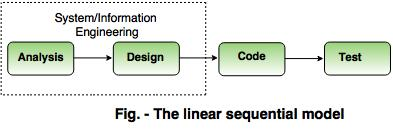 System/Information
Engineering
Analysis
Design
Code
Test
Fig. - The linear sequential model